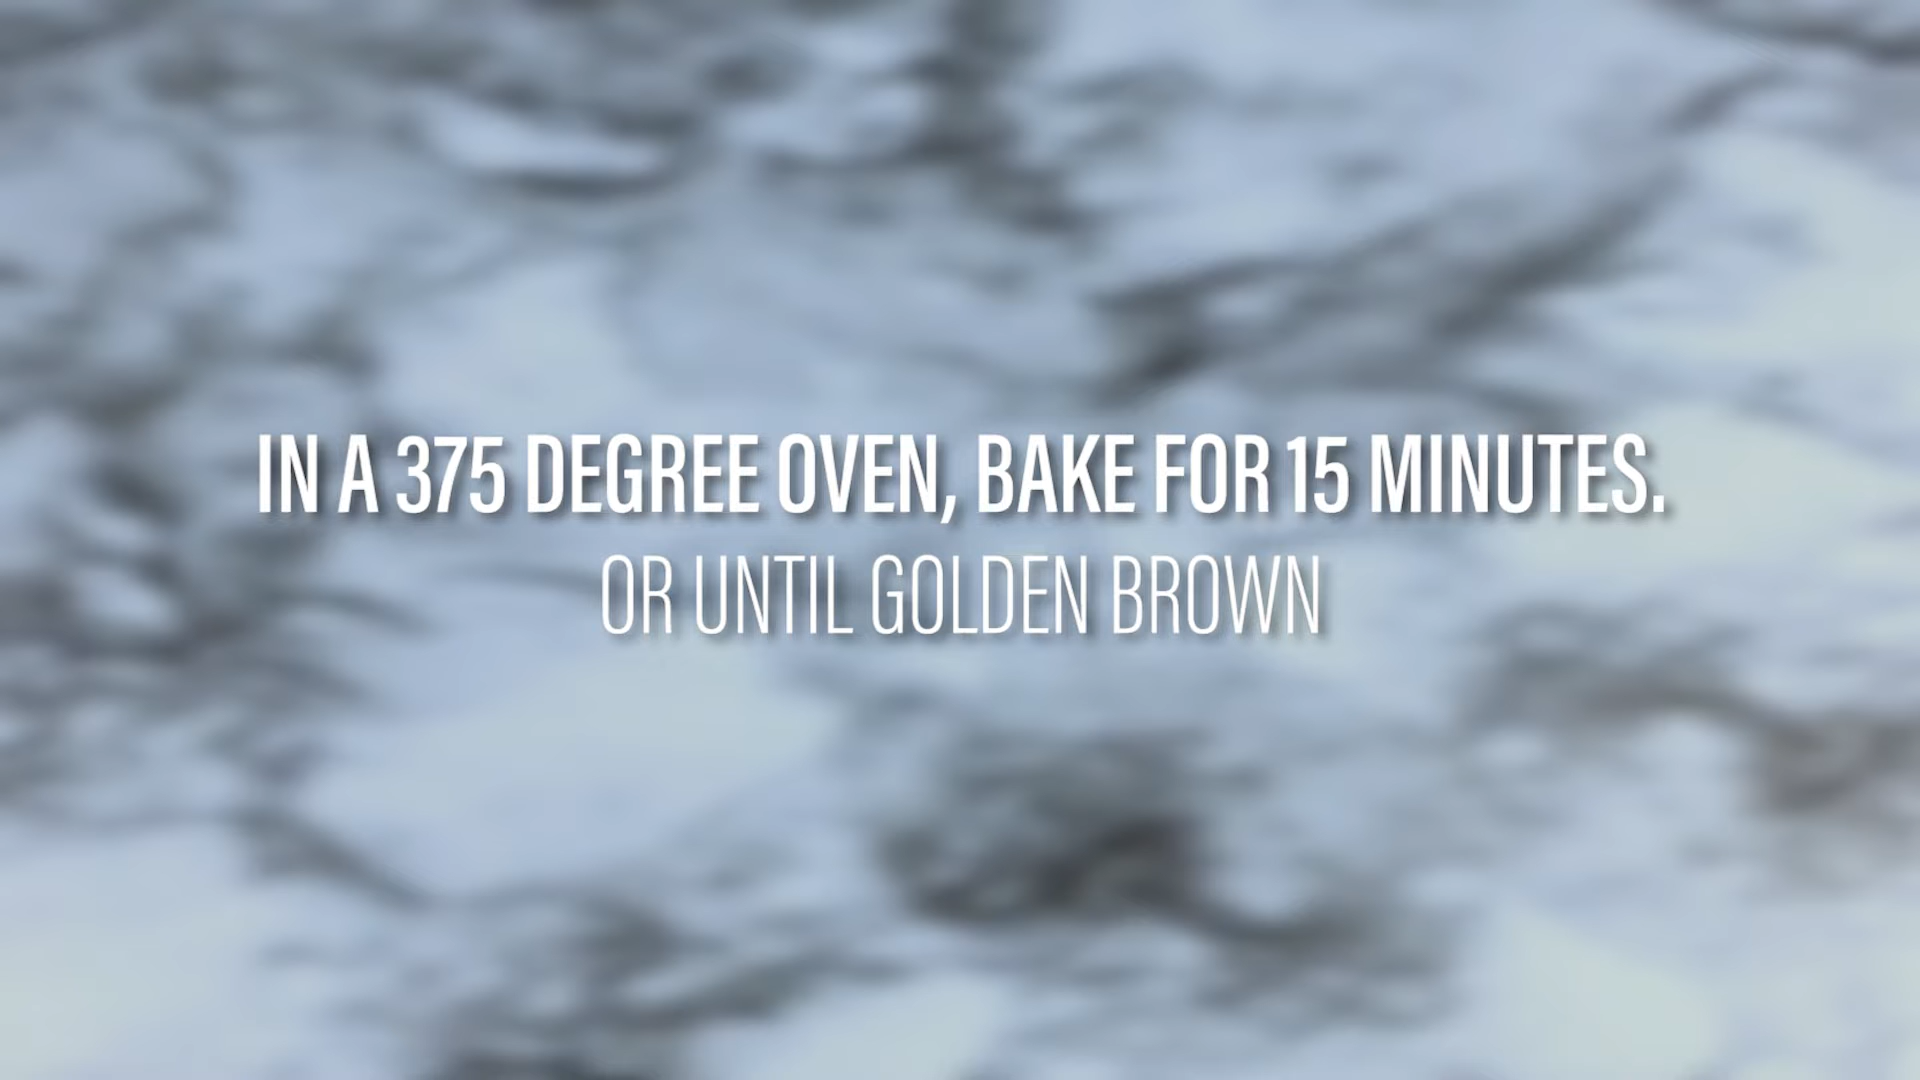 IN A 375 DEGREE OVEN, BAKE FOR 15 MINUTES.
OR UNTIL GOLDEN BROWN